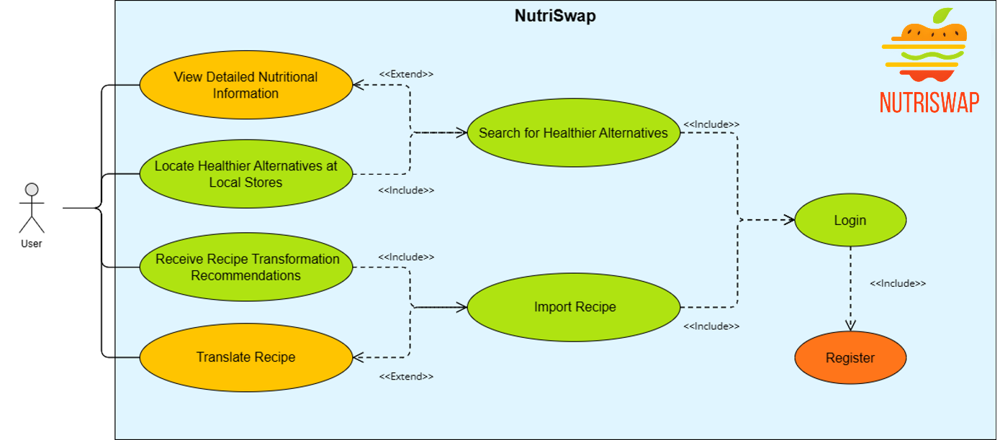 NutriSwap
NUTRISWAP
View Detailed Nutritional
Information
<<Extend>>
Search for Healthier Alternatives
<<Include>>
Locate Healthier Alternatives at
Local Stores
<<Include>>
User
Login
Receive Recipe Transformation
Recommendations
<<Include>>
<<Include>>
Import Recipe
<<Include>>
Translate Recipe
<<Extend>>
Register